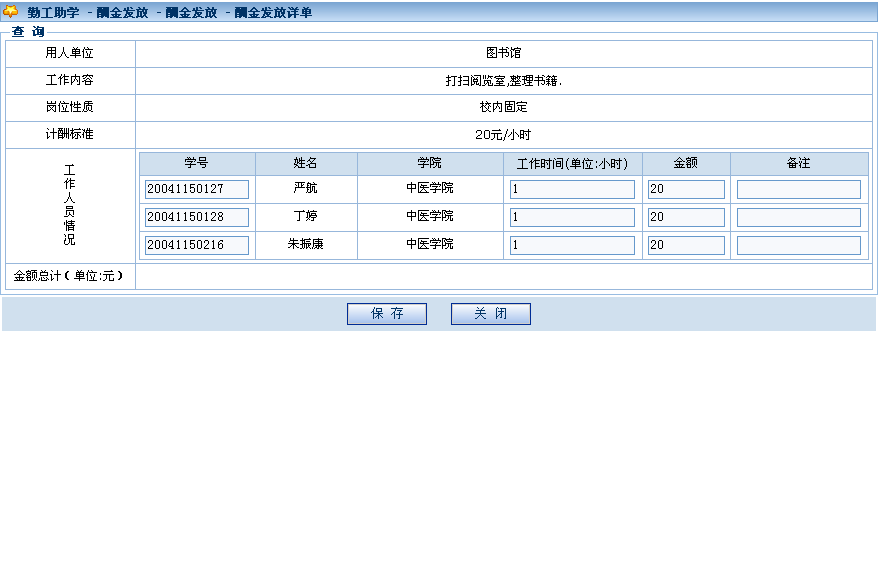 勤工助学 - 酬金发放 - 酬金发放 - 酬金发放详单
查 询
用人单位 图书馆
工作内容 打扫阅览室,整理书籍.
岗位性质 校内固定
计酬标准 20元/小时
工作人员情况
学号 姓名 学院 工作时间(单位:小时) 金额 备注
20041150127 严航 中医学院 1 20
20041150128 丁婷 中医学院 1 20
20041150216 朱振康 中医学院 1 20
金额总计(单位:元)
保 存 关 闭